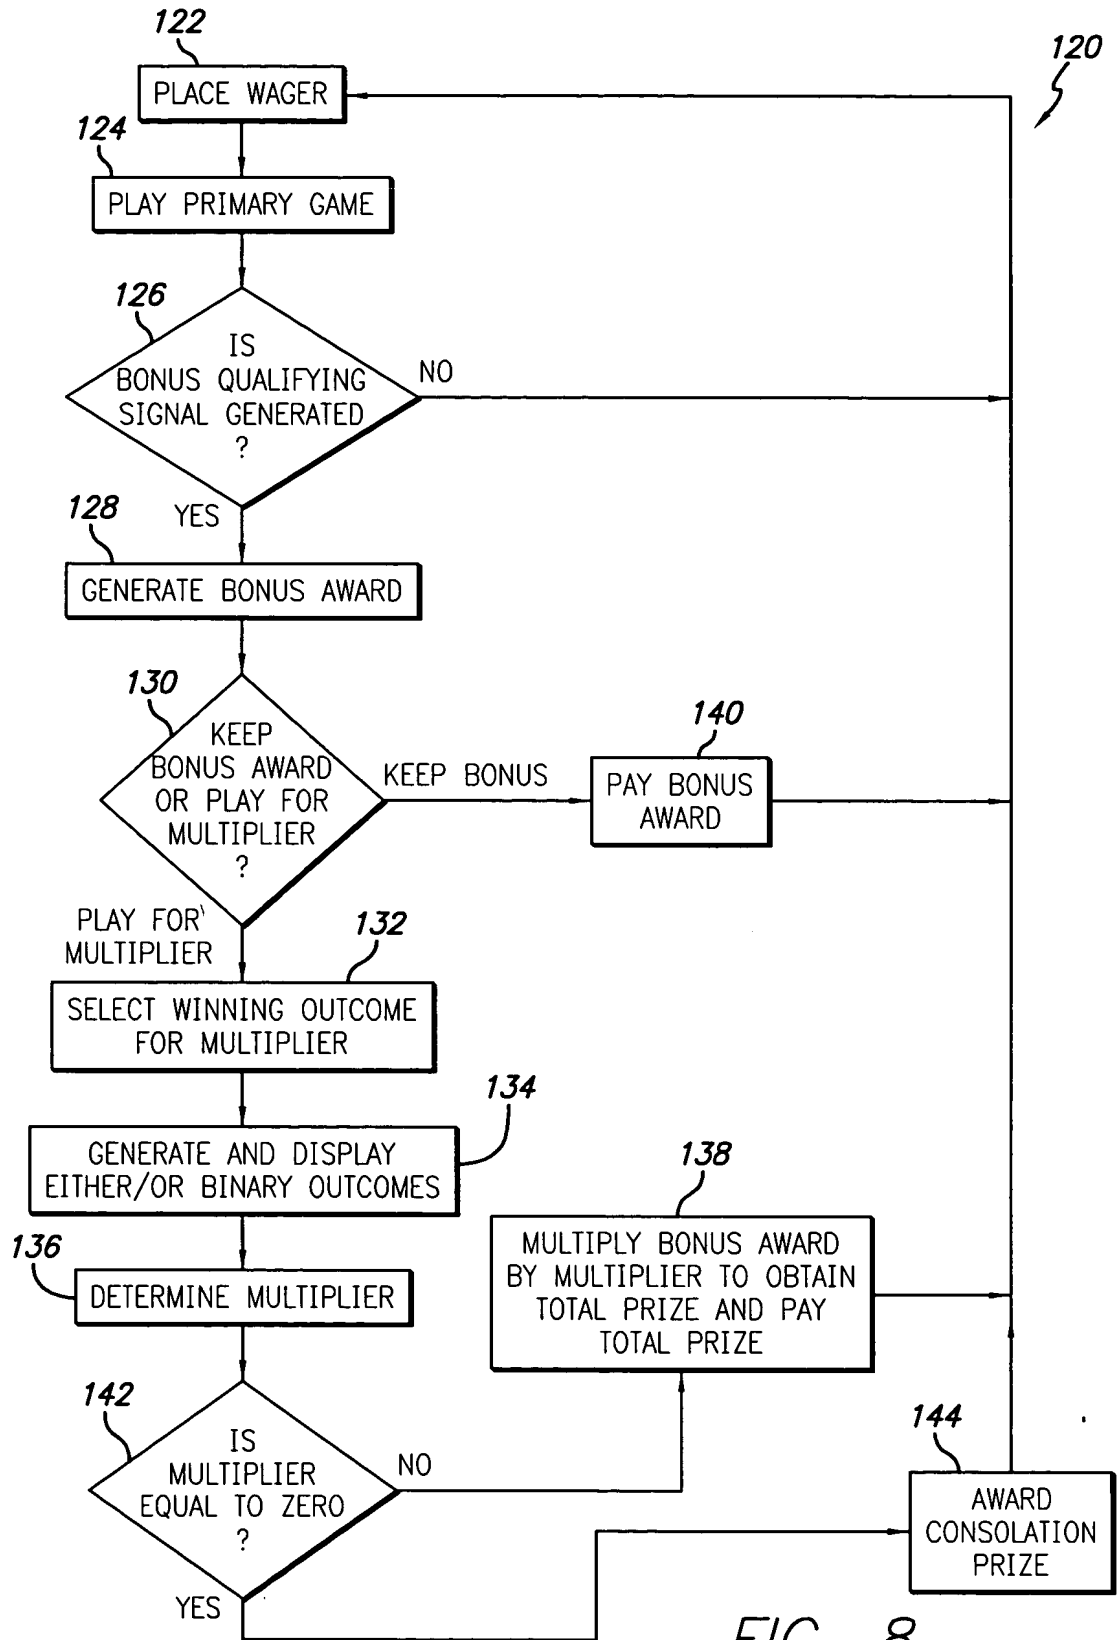 122
120
PLACE WAGER
124
PLAY PRIMARY GAME
126
IS
BONUS QUALIFYING
SIGNAL GENERATED
?
NO
YES
128
GENERATE BONUS AWARD
130
KEEP
BONUS AWARD
OR PLAY FOR
MULTIPLIER
?
KEEP BONUS
140
PAY BONUS
AWARD
PLAY FOR
MULTIPLIER
132
SELECT WINNING OUTCOME
FOR MULTIPLIER
134
GENERATE AND DISPLAY
EITHER/OR BINARY OUTCOMES
136
DETERMINE MULTIPLIER
138
MULTIPLY BONUS AWARD
BY MULTIPLIER TO OBTAIN
TOTAL PRIZE AND PAY
TOTAL PRIZE
142
IS
MULTIPLIER
EQUAL TO ZERO
?
NO
YES
144
AWARD
CONSOLATION
PRIZE
FIG. 8